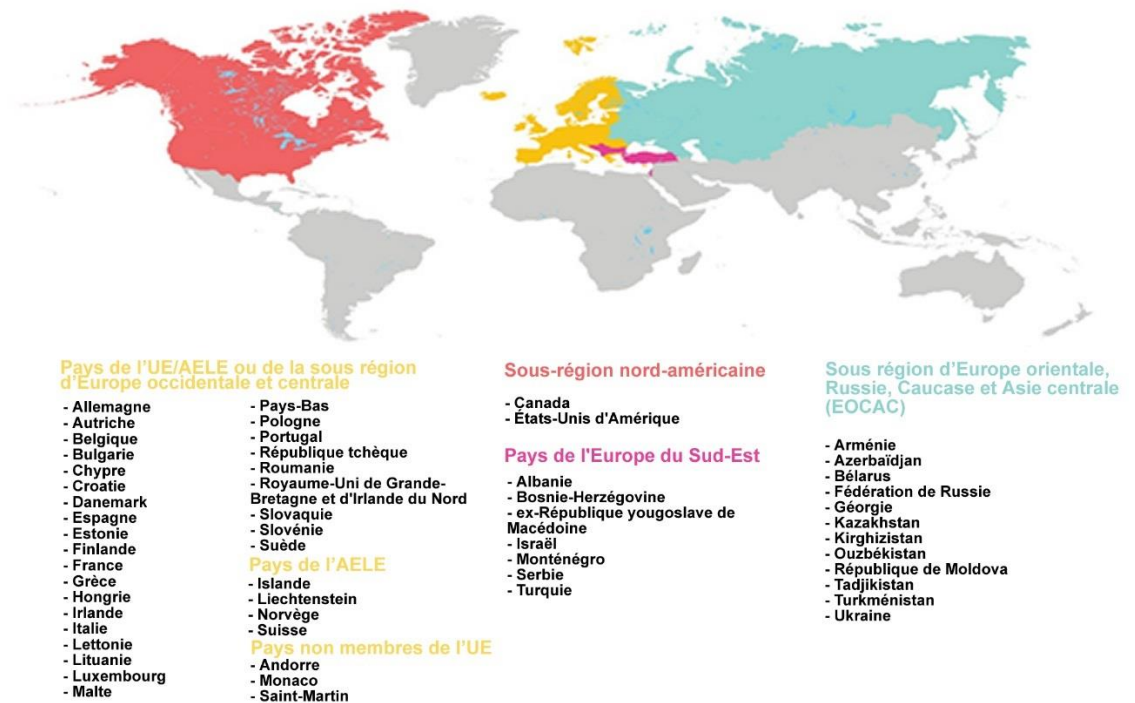 Pays de l'UE/AELE ou de la sous région
d'Europe occidentale et centrale
- Allemagne
- Autriche
- Belgique
- Bulgarie
- Chypre
- Croatie
- Danemark
- Espagne
- Estonie
- Finlande
- France
- Grèce
- Hongrie
- Irlande
- Italie
- Lettonie
- Lituanie
- Luxembourg
- Malte
- Pays-Bas
- Pologne
- Portugal
- République tchèque
- Roumanie
- Royaume-Uni de Grande-
Bretagne et d'Irlande du Nord
- Slovaquie
- Slovénie
- Suède
Pays de l'AELE
- Islande
- Liechtenstein
- Norvège
- Suisse
Pays non membres de l'UE
- Andorre
- Monaco
- Saint-Martin
Sous-région nord-américaine
- Canada
- États-Unis d'Amérique
Pays de l'Europe du Sud-Est
- Albanie
- Bosnie-Herzégovine
- ex-République yougoslave de
Macédoine
- Israël
- Monténégro
- Serbie
- Turquie
Sous région d'Europe orientale,
Russie, Caucase et Asie centrale
(EOCAC)
- Arménie
- Azerbaïdjan
- Bélarus
- Fédération de Russie
- Géorgie
- Kazakhstan
- Kirghizistan
- Ouzbékistan
- République de Moldova
- Tadjikistan
- Turkménistan
- Ukraine